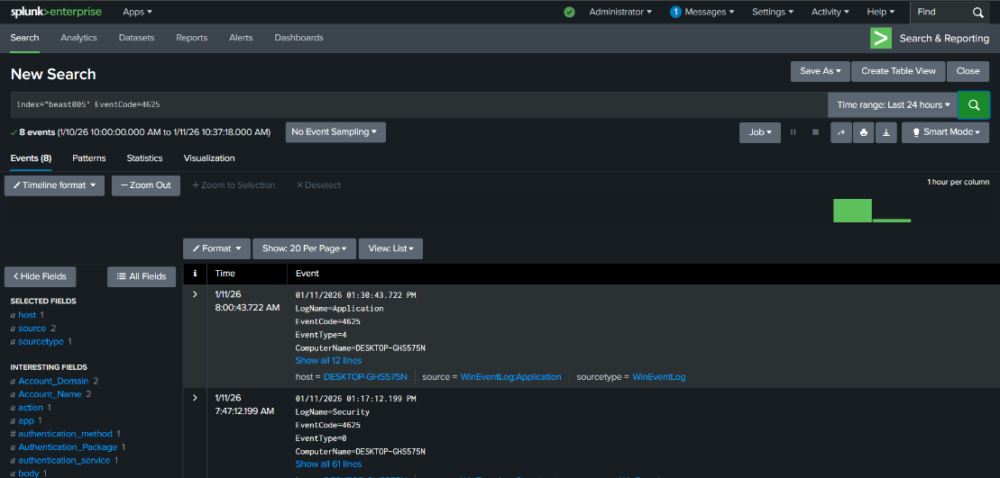 splunk>enterprise Apps Administrator 1 Messages Settings Activity Help Find
Search Analytics Datasets Reports Alerts Dashboards > Search & Reporting
New Search Save As Create Table View Close
index="beast005" EventCode=4625 Time range: Last 24 hours
8 events (1/10/26 10:00:00.000 AM to 1/11/26 10:37:18.000 AM) No Event Sampling Job Smart Mode
Events (8) Patterns Statistics Visualization
Timeline format — Zoom Out + Zoom to Selection × Deselect 1 hour per column
Format Show: 20 Per Page View: List
< Hide Fields All Fields i Time Event
SELECTED FIELDS
a host 1
a source 2
a sourcetype 1
INTERESTING FIELDS
a Account_Domain 2
a Account_Name 2
a action 1
a app 1
# authentication_method 1
a Authentication_Package 1
a authentication_service 1
a body 1
> 1/11/26 01/11/2026 01:30:43.722 PM
8:00:43.722 AM LogName=Application
EventCode=4625
EventType=4
ComputerName=DESKTOP-GHS575N
Show all 12 lines
host = DESKTOP-GHS575N source = WinEventLog:Application sourcetype = WinEventLog
> 1/11/26 01/11/2026 01:17:12.199 PM
7:47:12.199 AM LogName=Security
EventCode=4625
EventType=0
ComputerName=DESKTOP-GHS575N
Show all 61 lines